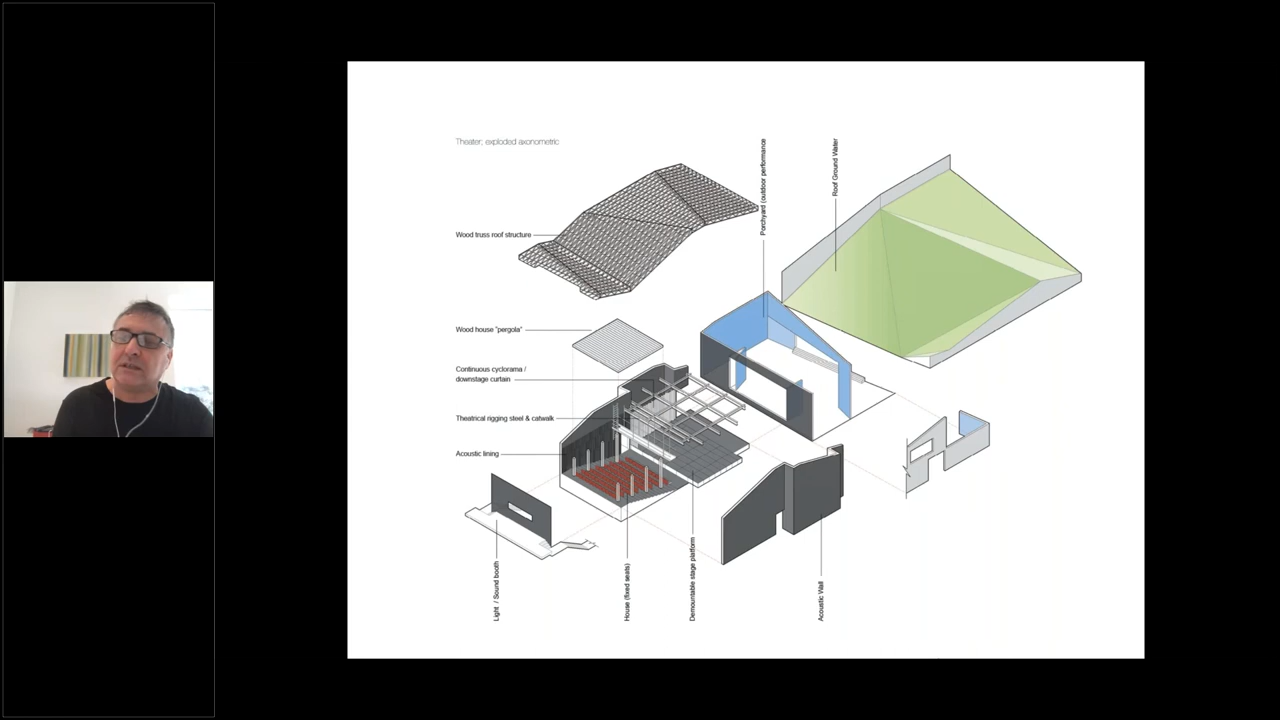 Theater; exploded axonometric
Wood truss roof structure
Wood house "pergola"
Continuous cyclorama /
downstage curtain
Theatrical rigging steel & catwalk
Acoustic lining
Porchyard (outdoor performance
Roof Ground Water
Light / Sound booth
House (fixed seats)
Demountable stage platform
Acoustic Wall